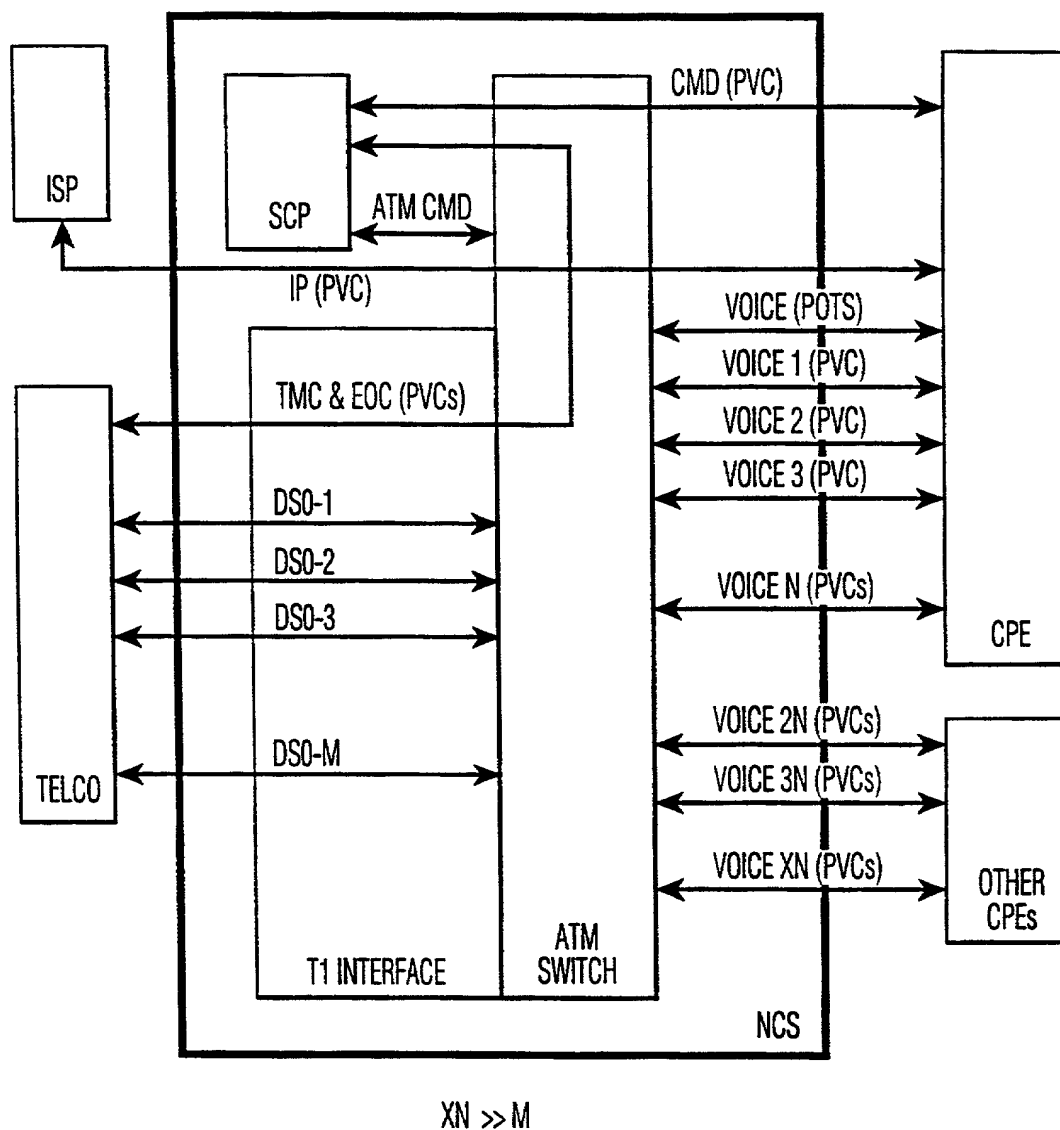 CMD (PVC)
ISP
SCP
ATM CMD
IP (PVC)
VOICE (POTS)
VOICE 1 (PVC)
TMC & EOC (PVCs)
VOICE 2 (PVC)
VOICE 3 (PVC)
DS0-1
DS0-2
VOICE N (PVCs)
DS0-3
CPE
VOICE 2N (PVCs)
DS0-M
TELCO
VOICE 3N (PVCs)
VOICE XN (PVCs)
OTHER
CPEs
ATM
SWITCH
T1 INTERFACE
NCS
XN >> M